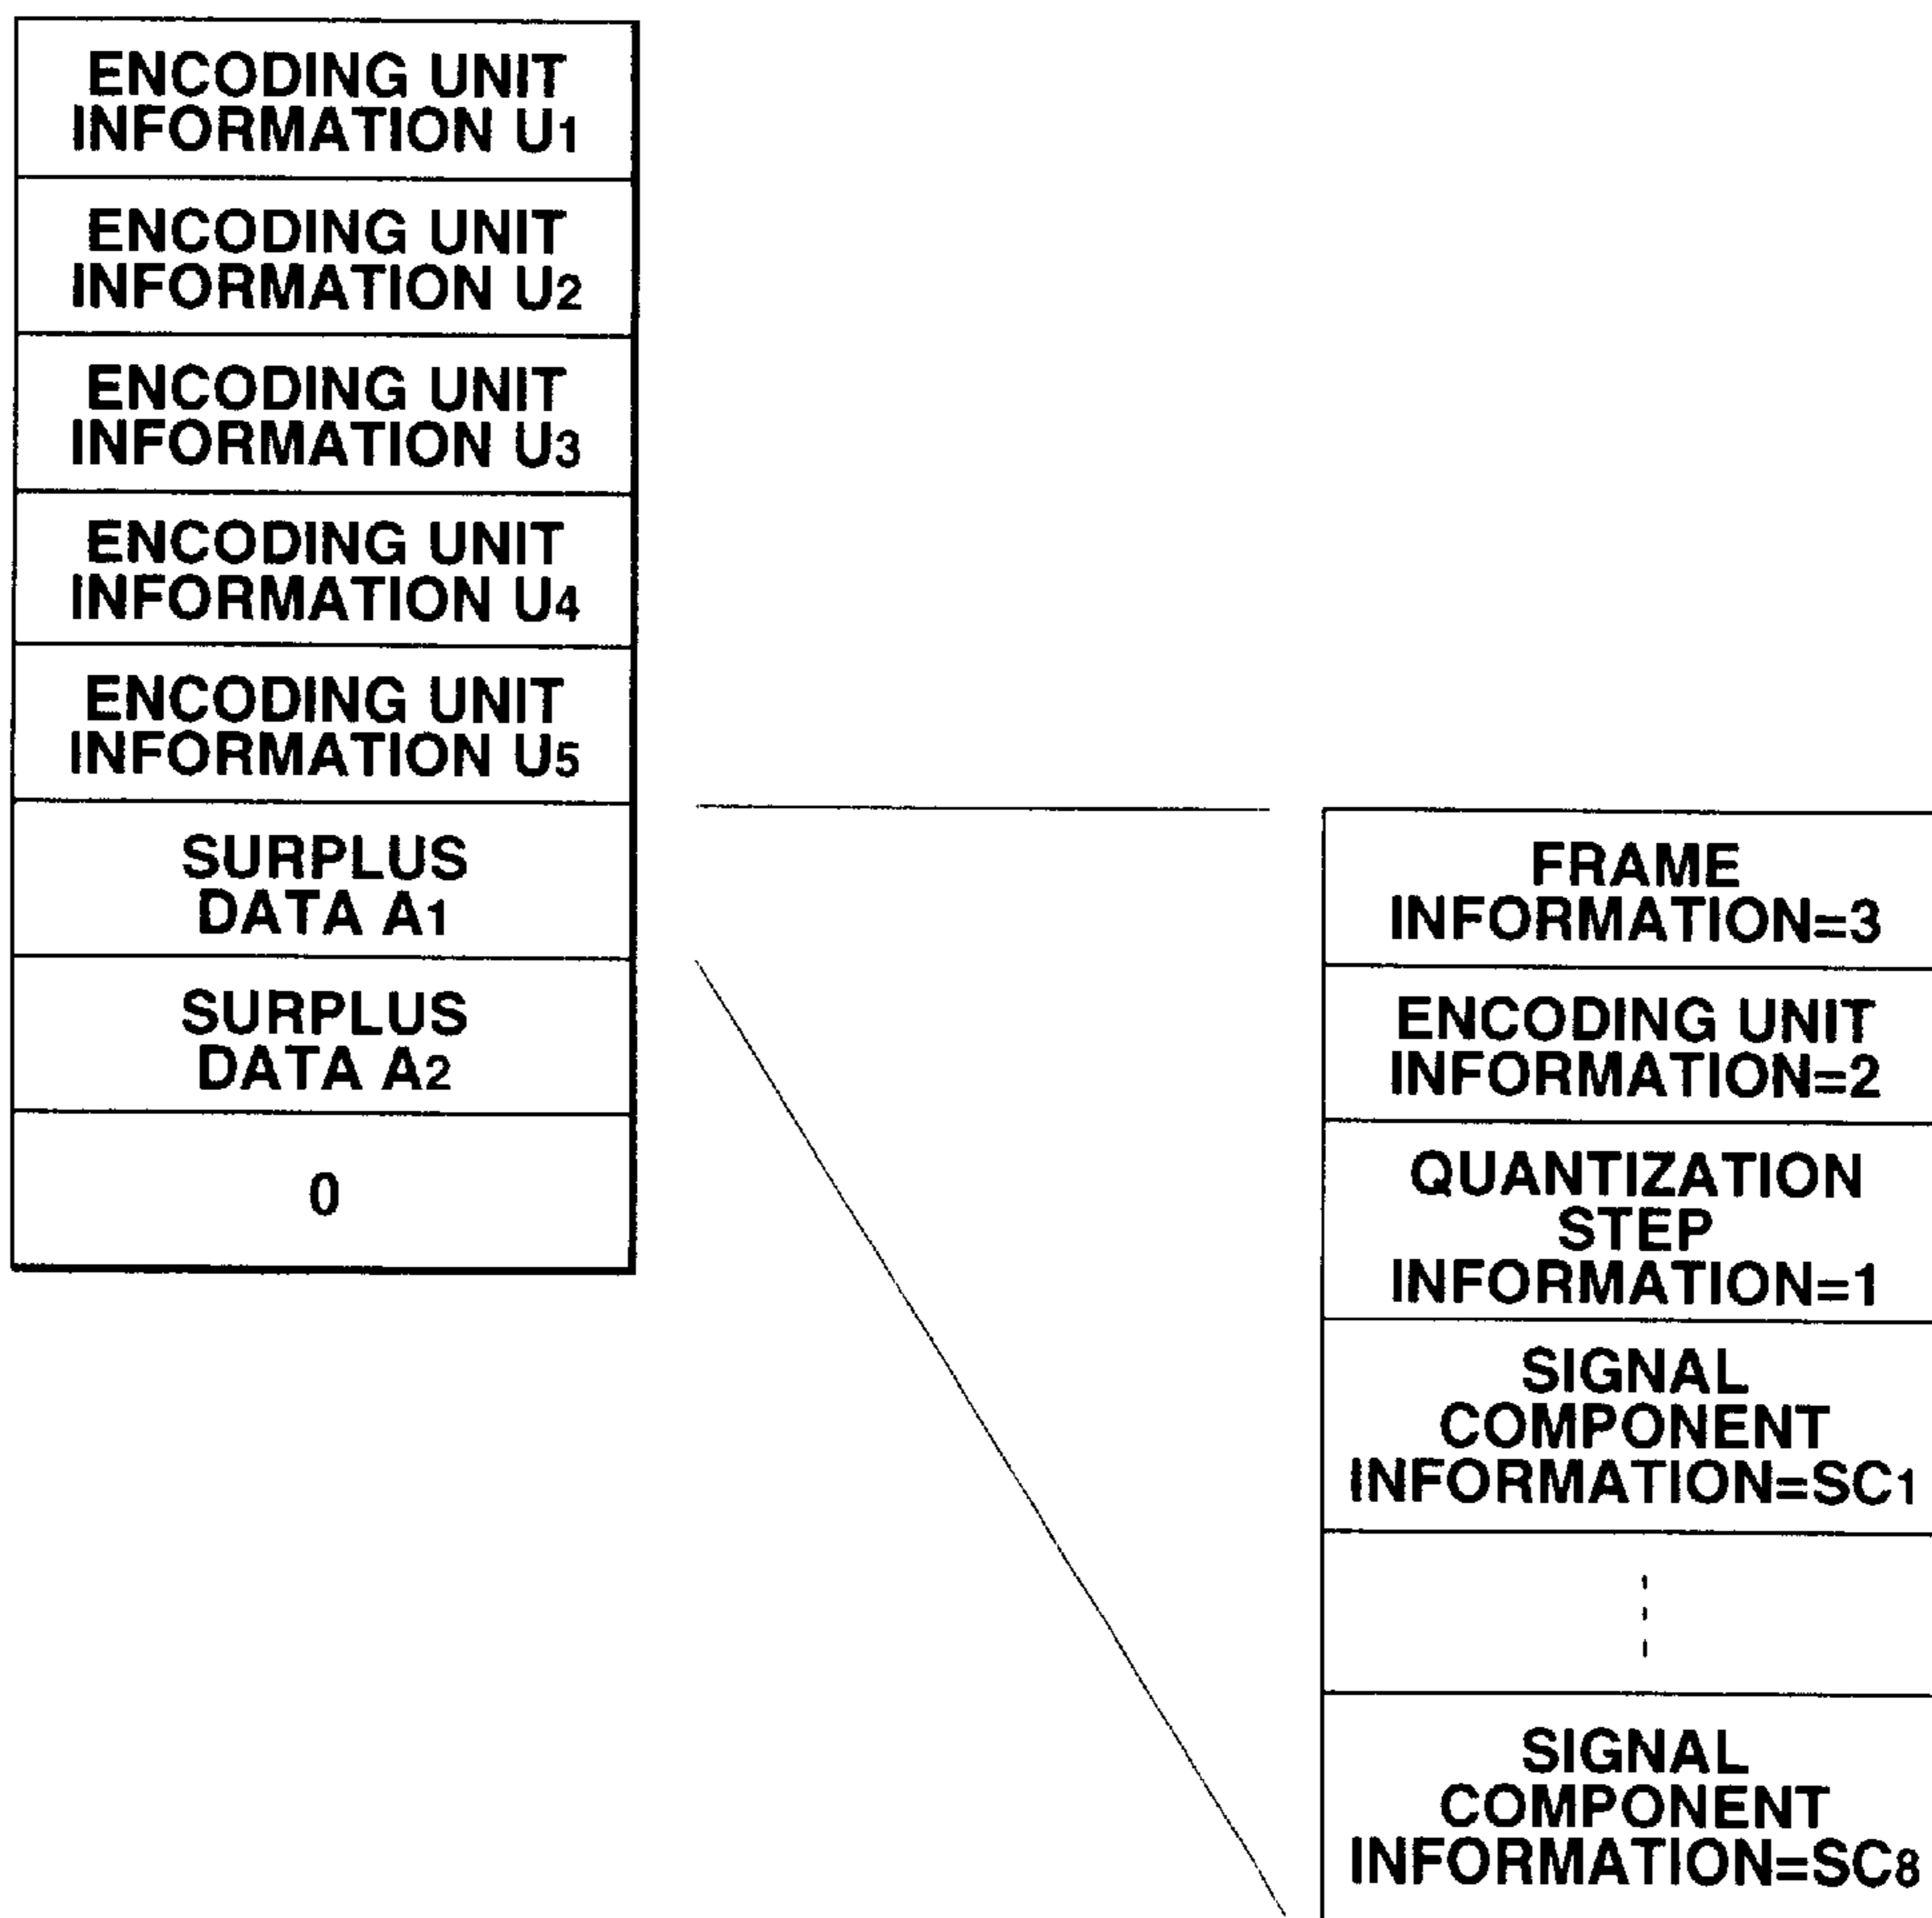 ENCODING UNIT
INFORMATION U1
ENCODING UNIT
INFORMATION U2
ENCODING UNIT
INFORMATION U3
ENCODING UNIT
INFORMATION U4
ENCODING UNIT
INFORMATION U5
SURPLUS
DATA A1
SURPLUS
DATA A2
0
FRAME
INFORMATION=3
ENCODING UNIT
INFORMATION=2
QUANTIZATION
STEP
INFORMATION=1
SIGNAL
COMPONENT
INFORMATION=SC1
SIGNAL
COMPONENT
INFORMATION=SC8